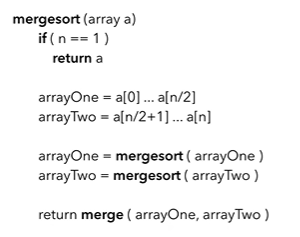 mergesort(array a)
if ( n == 1 )
return a
arrayOne = a[0] ... a[n/2]
arrayTwo = a[n/2+1] ... a[n]
arrayOne = mergesort ( arrayOne )
arrayTwo = mergesort ( arrayTwo )
return merge ( arrayOne, arrayTwo )